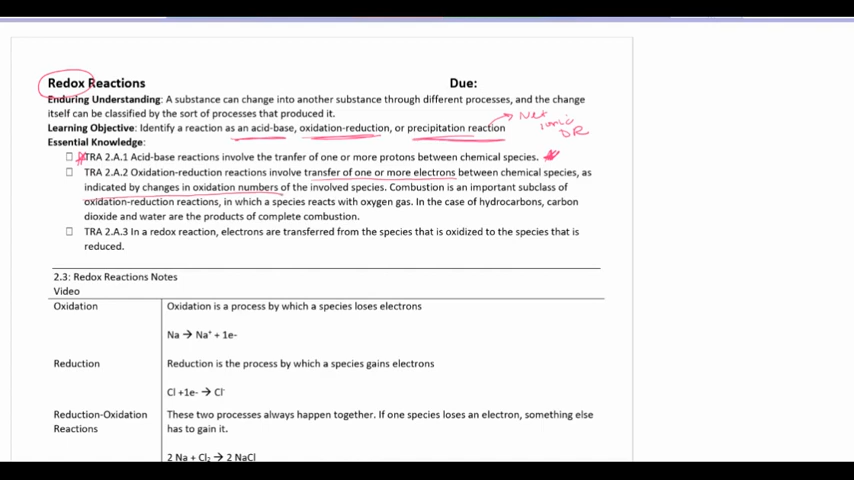 Redox Reactions Due:
Enduring Understanding: A substance can change into another substance through different processes, and the change
itself can be classified by the sort of processes that produced it.
Net
ionic
DR
Learning Objective: Identify a reaction as an acid-base, oxidation-reduction, or precipitation reaction
Essential Knowledge:
TRA 2.A.1 Acid-base reactions involve the tranfer of one or more protons between chemical species.
TRA 2.A.2 Oxidation-reduction reactions involve transfer of one or more electrons between chemical species, as
indicated by changes in oxidation numbers of the involved species. Combustion is an important subclass of
oxidation-reduction reactions, in which a species reacts with oxygen gas. In the case of hydrocarbons, carbon
dioxide and water are the products of complete combustion.
TRA 2.A.3 In a redox reaction, electrons are transferred from the species that is oxidized to the species that is
reduced.
2.3: Redox Reactions Notes
Video
Oxidation Oxidation is a process by which a species loses electrons
Na → Na⁺ + 1e-
Reduction Reduction is the process by which a species gains electrons
Cl +1e- → Cl⁻
Reduction-Oxidation These two processes always happen together. If one species loses an electron, something else
Reactions has to gain it.
2 Na + Cl₂ → 2 NaCl